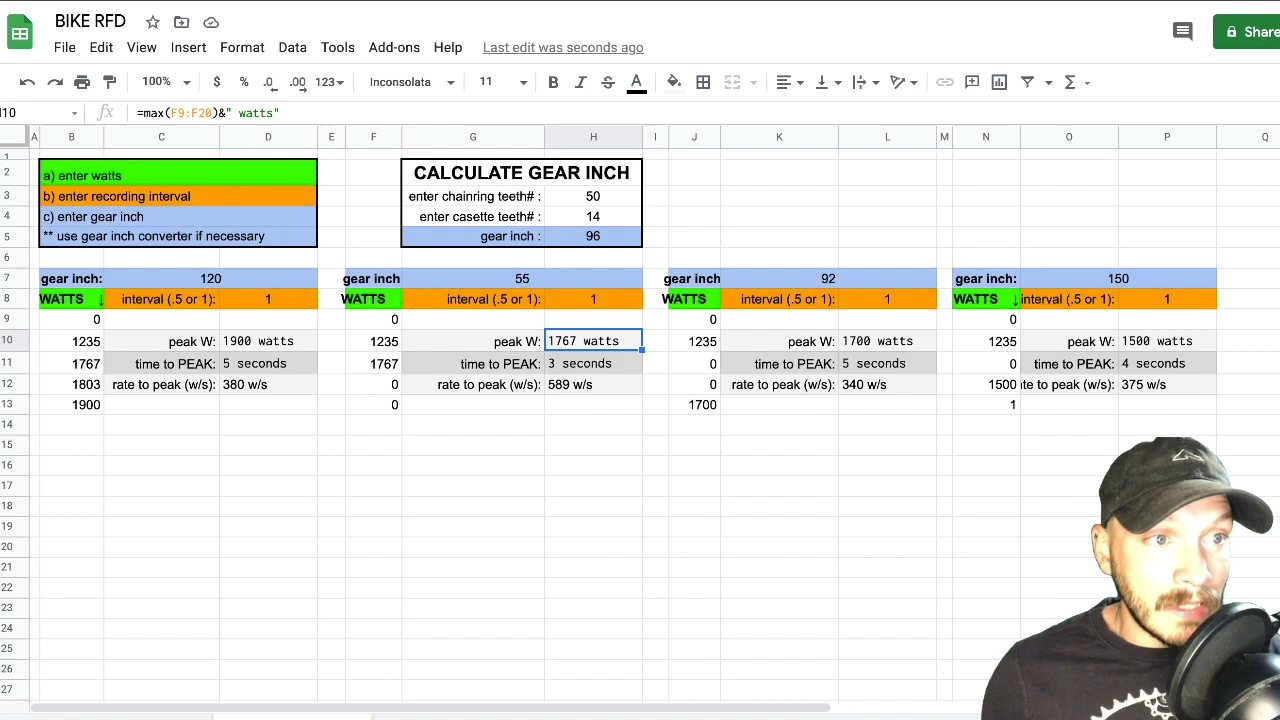 BIKE RFD
File Edit View Insert Format Data Tools Add-ons Help Last edit was seconds ago
Share
100% $ % .0 .00 123 Inconsolata 11 B I S A
I10 fx =max(F9:F20)&" watts"
A B C D E F G H I J K L M N O P Q
1
2 a) enter watts CALCULATE GEAR INCH
3 b) enter recording interval enter chainring teeth# : 50
4 c) enter gear inch enter casette teeth# : 14
5 ** use gear inch converter if necessary gear inch : 96
6
7 gear inch: 120 gear inch 55 gear inch 92 gear inch: 150
8 WATTS ↓ interval (.5 or 1): 1 WATTS interval (.5 or 1): 1 WATTS interval (.5 or 1): 1 WATTS ↓ interval (.5 or 1): 1
9 0 0 0 0
10 1235 peak W: 1900 watts 1235 peak W: 1767 watts 1235 peak W: 1700 watts 1235 peak W: 1500 watts
11 1767 time to PEAK: 5 seconds 1767 time to PEAK: 3 seconds 0 time to PEAK: 5 seconds 0 time to PEAK: 4 seconds
12 1803 rate to peak (w/s): 380 w/s 0 rate to peak (w/s): 589 w/s 0 rate to peak (w/s): 340 w/s 1500 te to peak (w/s): 375 w/s
13 1900 0 1700 1
14
15
16
17
18
19
20
21
22
23
24
25
26
27